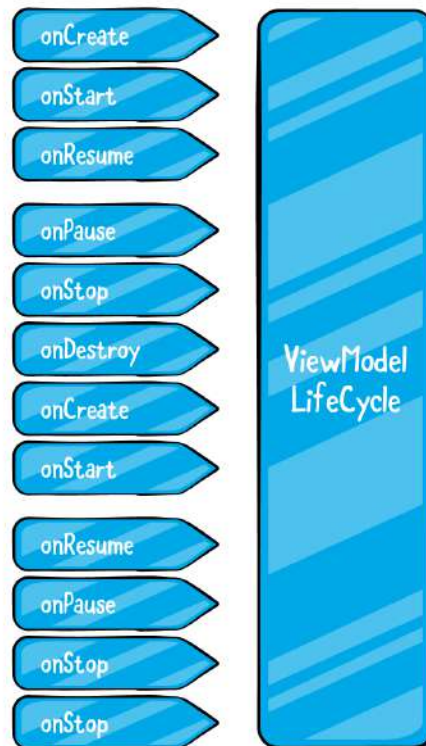 onCreate
onStart
onResume
onPause
onStop
onDestroy
onCreate
onStart
onResume
onPause
onStop
onStop
ViewModel
LifeCycle